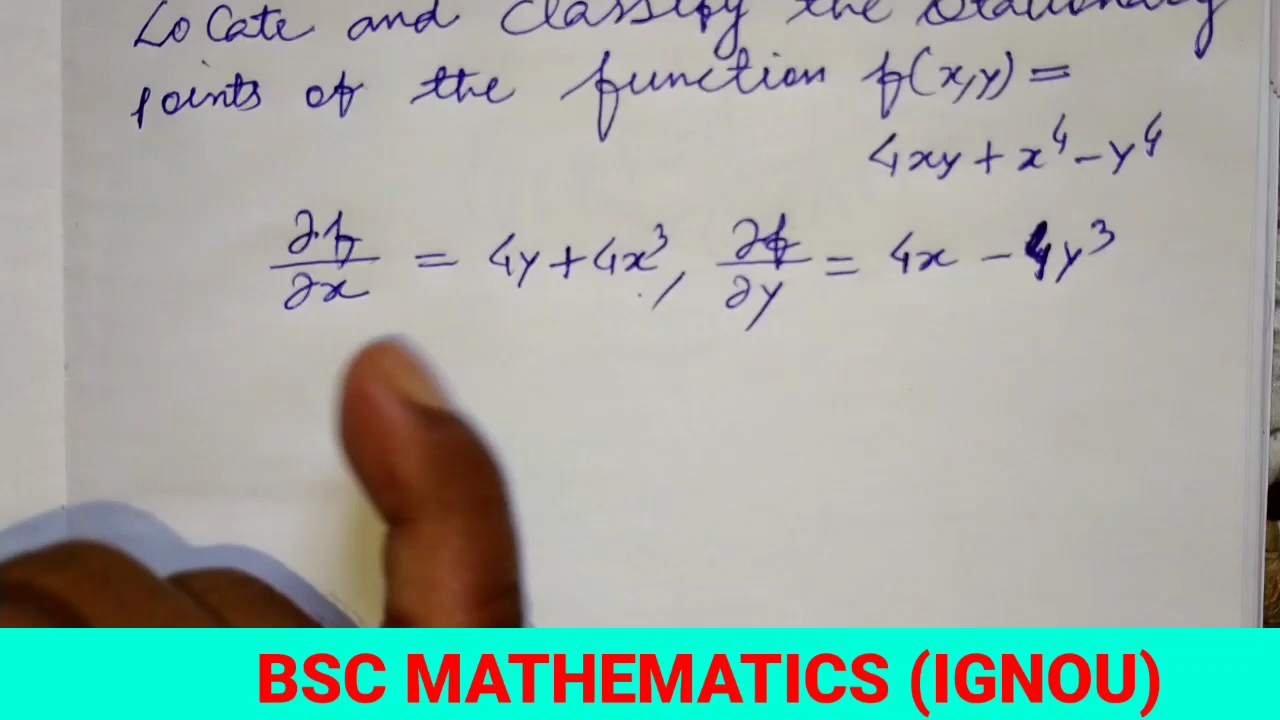 Locate and classify the stationary
points of the function f(x,y) =
4xy + x⁴ - y⁴
∂f/∂x = 4y + 4x³, ∂f/∂y = 4x - 4y³
BSC MATHEMATICS (IGNOU)